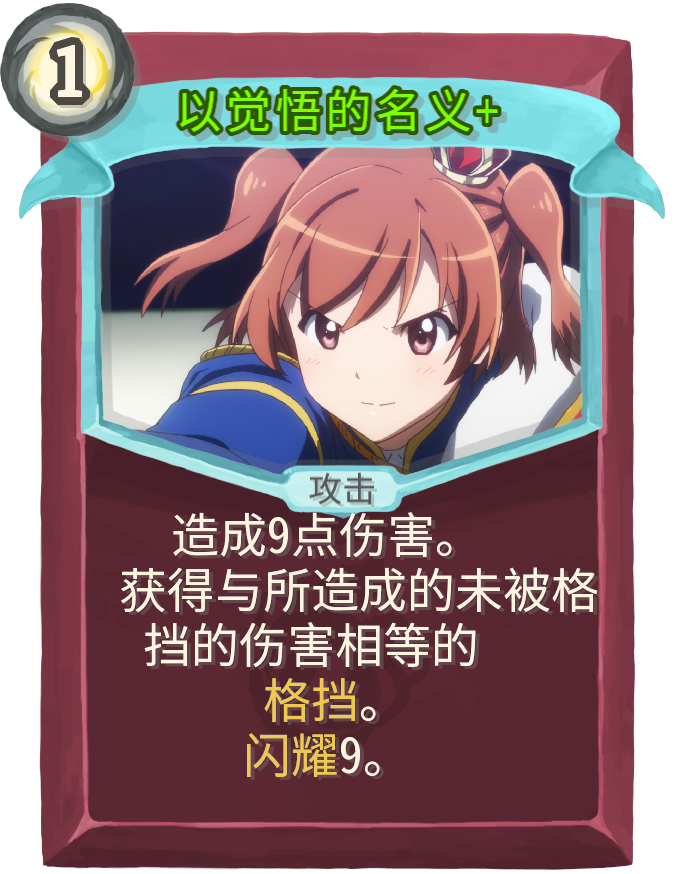 1
以觉悟的名义+
攻击
造成9点伤害。
获得与所造成的未被格
挡的伤害相等的
格挡。
闪耀9。